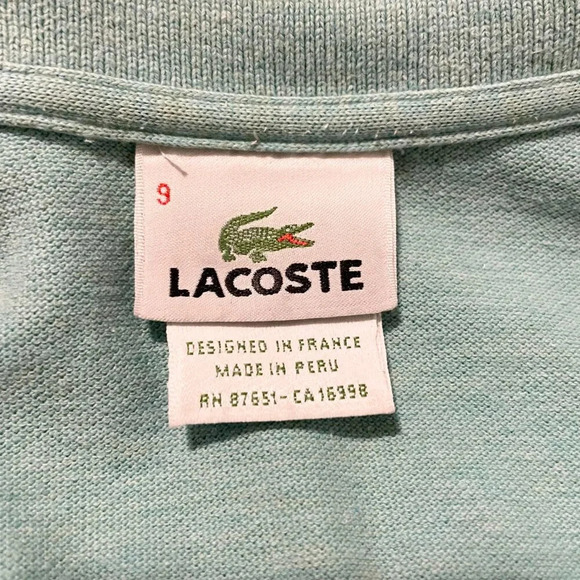 9
LACOSTE
DESIGNED IN FRANCE
MADE IN PERU
RN 87651-CA16998